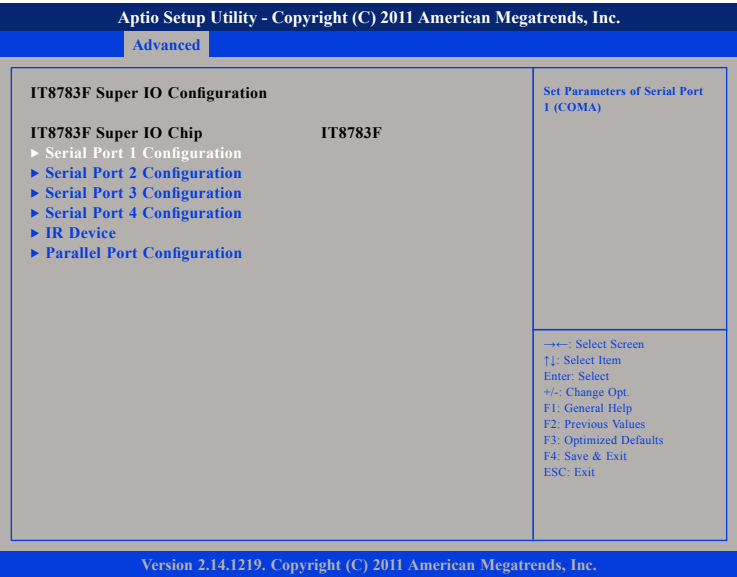 Aptio Setup Utility - Copyright (C) 2011 American Megatrends, Inc.
Advanced
IT8783F Super IO Configuration
IT8783F Super IO Chip IT8783F
► Serial Port 1 Configuration
► Serial Port 2 Configuration
► Serial Port 3 Configuration
► Serial Port 4 Configuration
► IR Device
► Parallel Port Configuration
Set Parameters of Serial Port
1 (COMA)
→←: Select Screen
↑↓: Select Item
Enter: Select
+/-: Change Opt.
F1: General Help
F2: Previous Values
F3: Optimized Defaults
F4: Save & Exit
ESC: Exit
Version 2.14.1219. Copyright (C) 2011 American Megatrends, Inc.